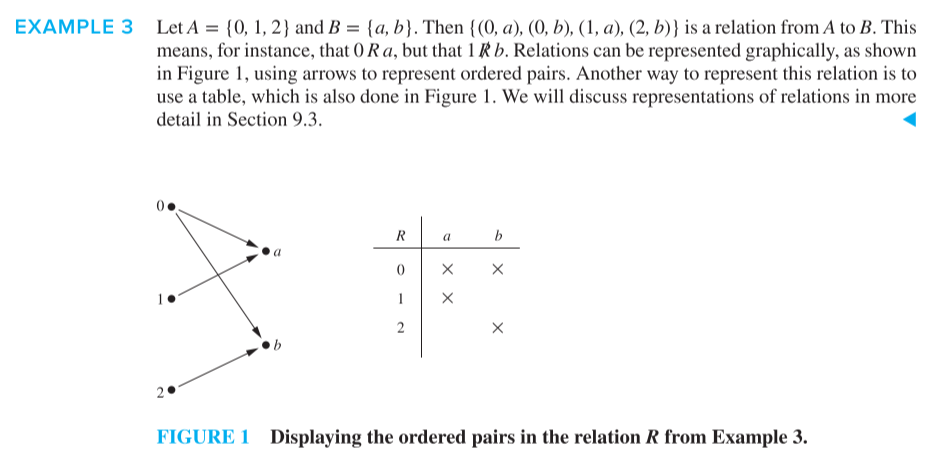 EXAMPLE 3 Let A = {0, 1, 2} and B = {a, b}. Then {(0, a), (0, b), (1, a), (2, b)} is a relation from A to B. This
means, for instance, that 0 R a, but that 1 R̸ b. Relations can be represented graphically, as shown
in Figure 1, using arrows to represent ordered pairs. Another way to represent this relation is to
use a table, which is also done in Figure 1. We will discuss representations of relations in more
detail in Section 9.3.
0
a
1
b
2
R a b
0 × ×
1 ×
2 ×
FIGURE 1 Displaying the ordered pairs in the relation R from Example 3.